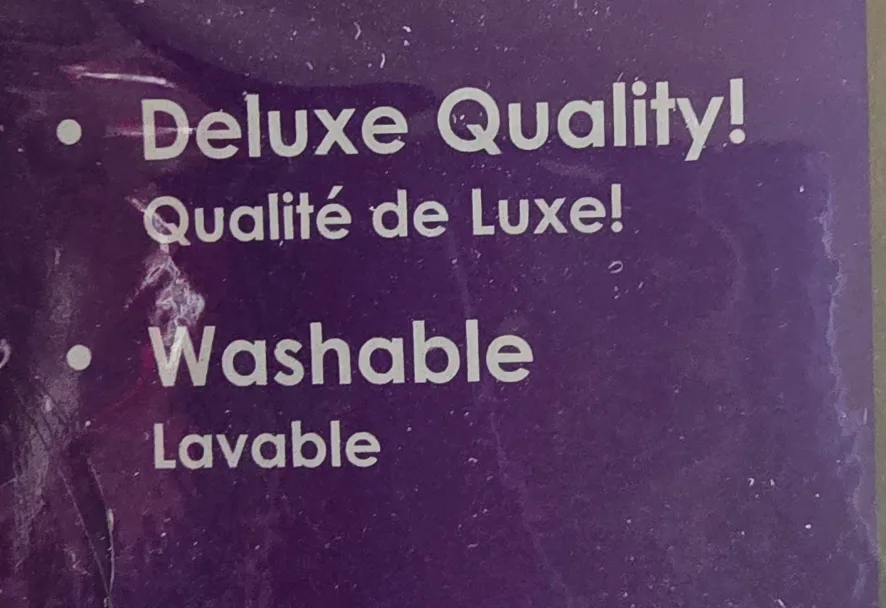 • Deluxe Quality!
Qualité de Luxe!
• Washable
Lavable